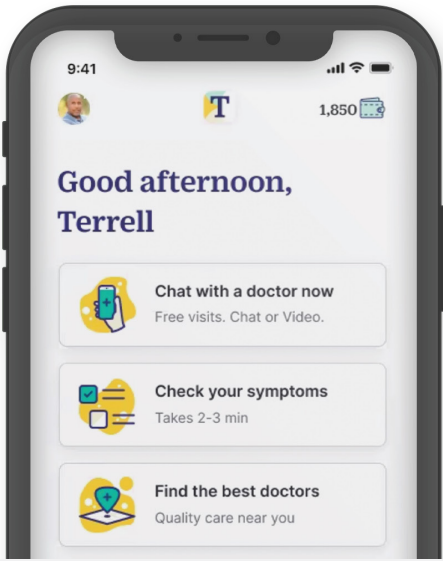 9:41
T
1,850
Good afternoon,
Terrell
Chat with a doctor now
Free visits. Chat or Video.
Check your symptoms
Takes 2-3 min
Find the best doctors
Quality care near you